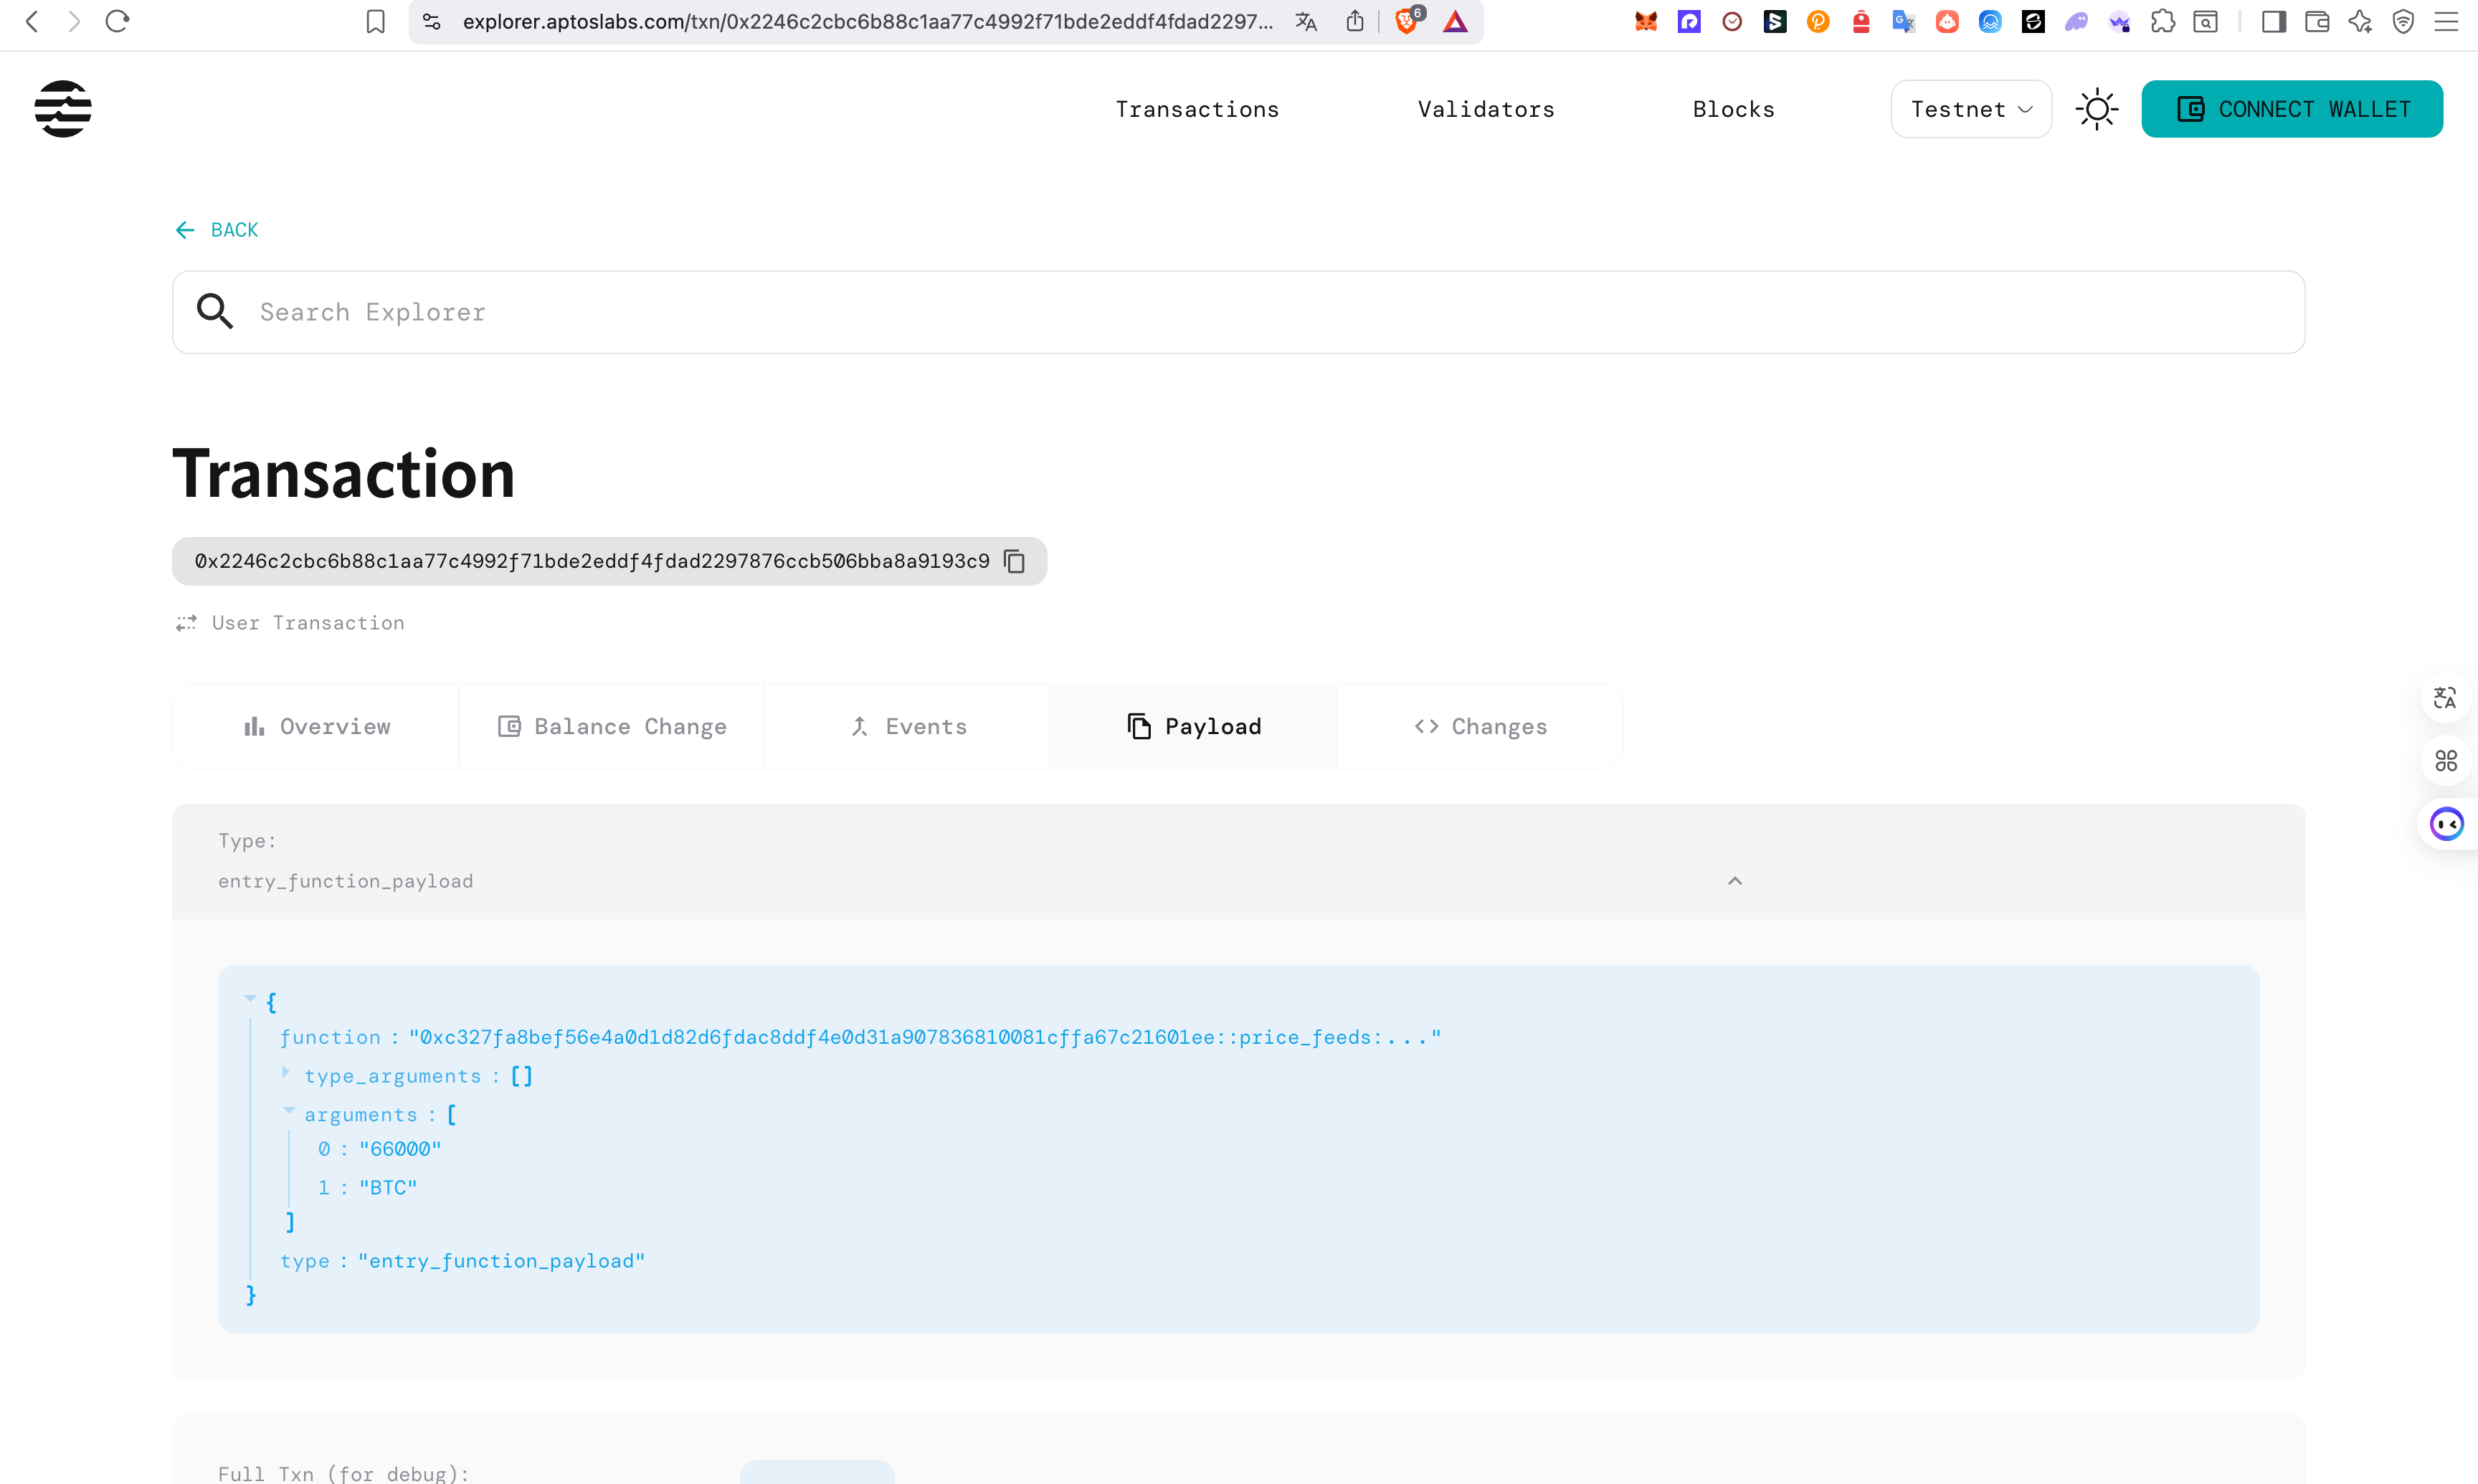 explorer.aptoslabs.com/txn/0x2246c2cbc6b88c1aa77c4992f71bde2eddf4fdad2297...
6
Transactions
Validators
Blocks
Testnet
CONNECT WALLET
BACK
Search Explorer
Transaction
0x2246c2cbc6b88c1aa77c4992f71bde2eddf4fdad2297876ccb506bba8a9193c9
User Transaction
Overview
Balance Change
Events
Payload
Changes
Type:
entry_function_payload
{
function : "0xc327fa8bef56e4a0d1d82d6fdac8ddf4e0d31a907836810081cffa67c21601ee::price_feeds:..."
type_arguments : []
arguments : [
0 : "66000"
1 : "BTC"
]
type : "entry_function_payload"
}
Full Txn (for debug):